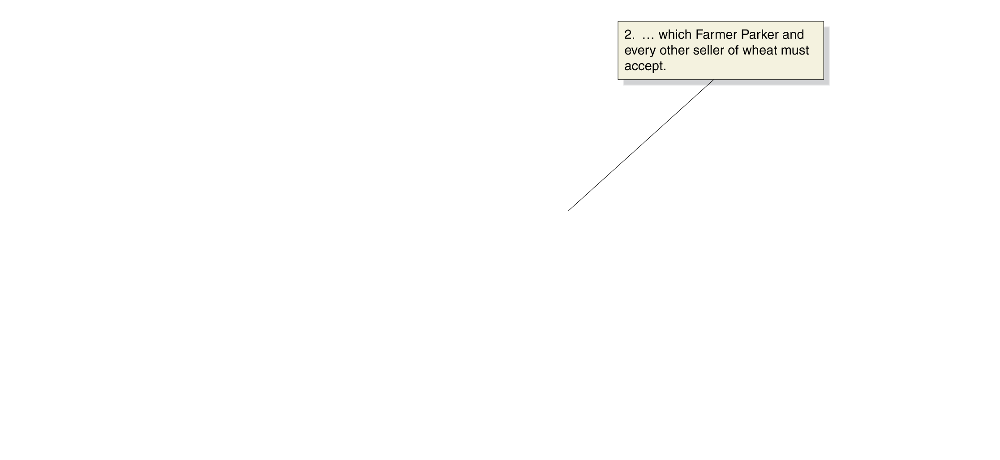 2.  … which Farmer Parker and
every other seller of wheat must
accept.